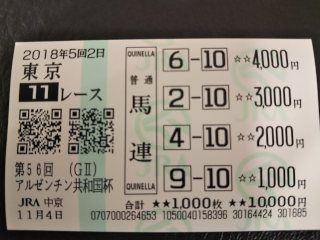 2018年5回2日
東京
11レース
第56回 (GⅡ)
アルゼンチン共和国杯
JRA 中京
11月4日
QUINELLA
普通
馬連
QUINELLA
6-10 ☆☆4,000円
2-10 ☆☆3,000円
4-10 ☆☆2,000円
9-10 ☆☆1,000円
合計 ★★1,000枚 ★★10,000円
0707000264653 1050040158396 30164424 301685